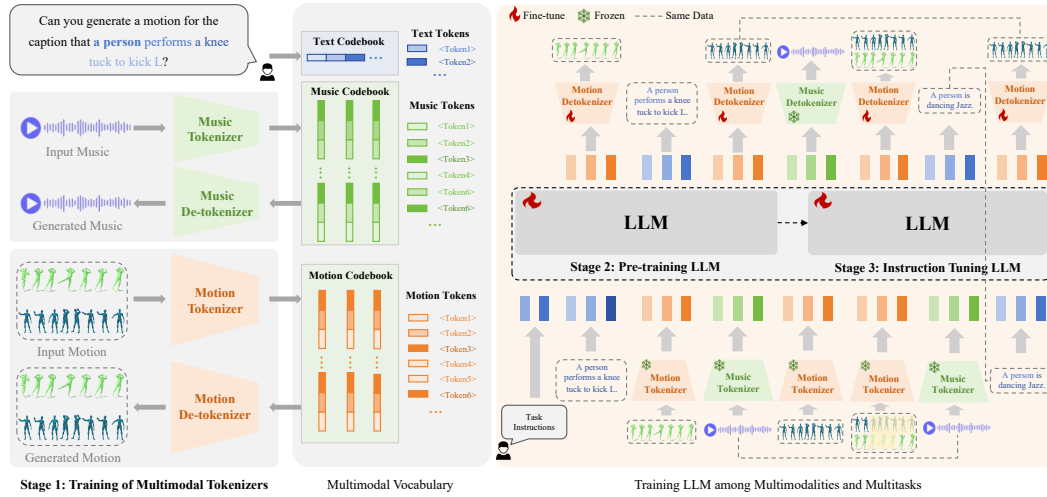 Can you generate a motion for the
caption that a person performs a knee
tuck to kick L?
Music
Tokenizer
Input Music
Music
De-tokenizer
Generated Music
Motion
Tokenizer
Input Motion
Motion
De-tokenizer
Generated Motion
Stage 1: Training of Multimodal Tokenizers
Text Codebook
...
Text
Tokens
<Token1>
<Token2>
...
Music Codebook
Music
Tokens
<Token1>
<Token2>
<Token3>
<Token4>
<Token6>
<Token6>
...
Motion Codebook
Motion Tokens
<Token1>
<Token2>
<Token3>
<Token4>
<Token5>
<Token6>
...
Multimodal Vocabulary
Fine-tune
Frozen
Same Data
A person
performs a knee
tuck to kick L.
A person is
dancing Jazz.
Motion
Detokenizer
Motion
Detokenizer
Music
Detokenizer
Motion
Detokenizer
Motion
Detokenizer
LLM
LLM
Stage 2: Pre-training LLM
Stage 3: Instruction Tuning LLM
A person
performs a knee
tuck to kick L.
Motion
Tokenizer
Music
Tokenizer
Motion
Tokenizer
Motion
Tokenizer
Music
Tokenizer
A person is
dancing Jazz.
Task
Instructions
Training LLM among Multimodalities and Multitasks